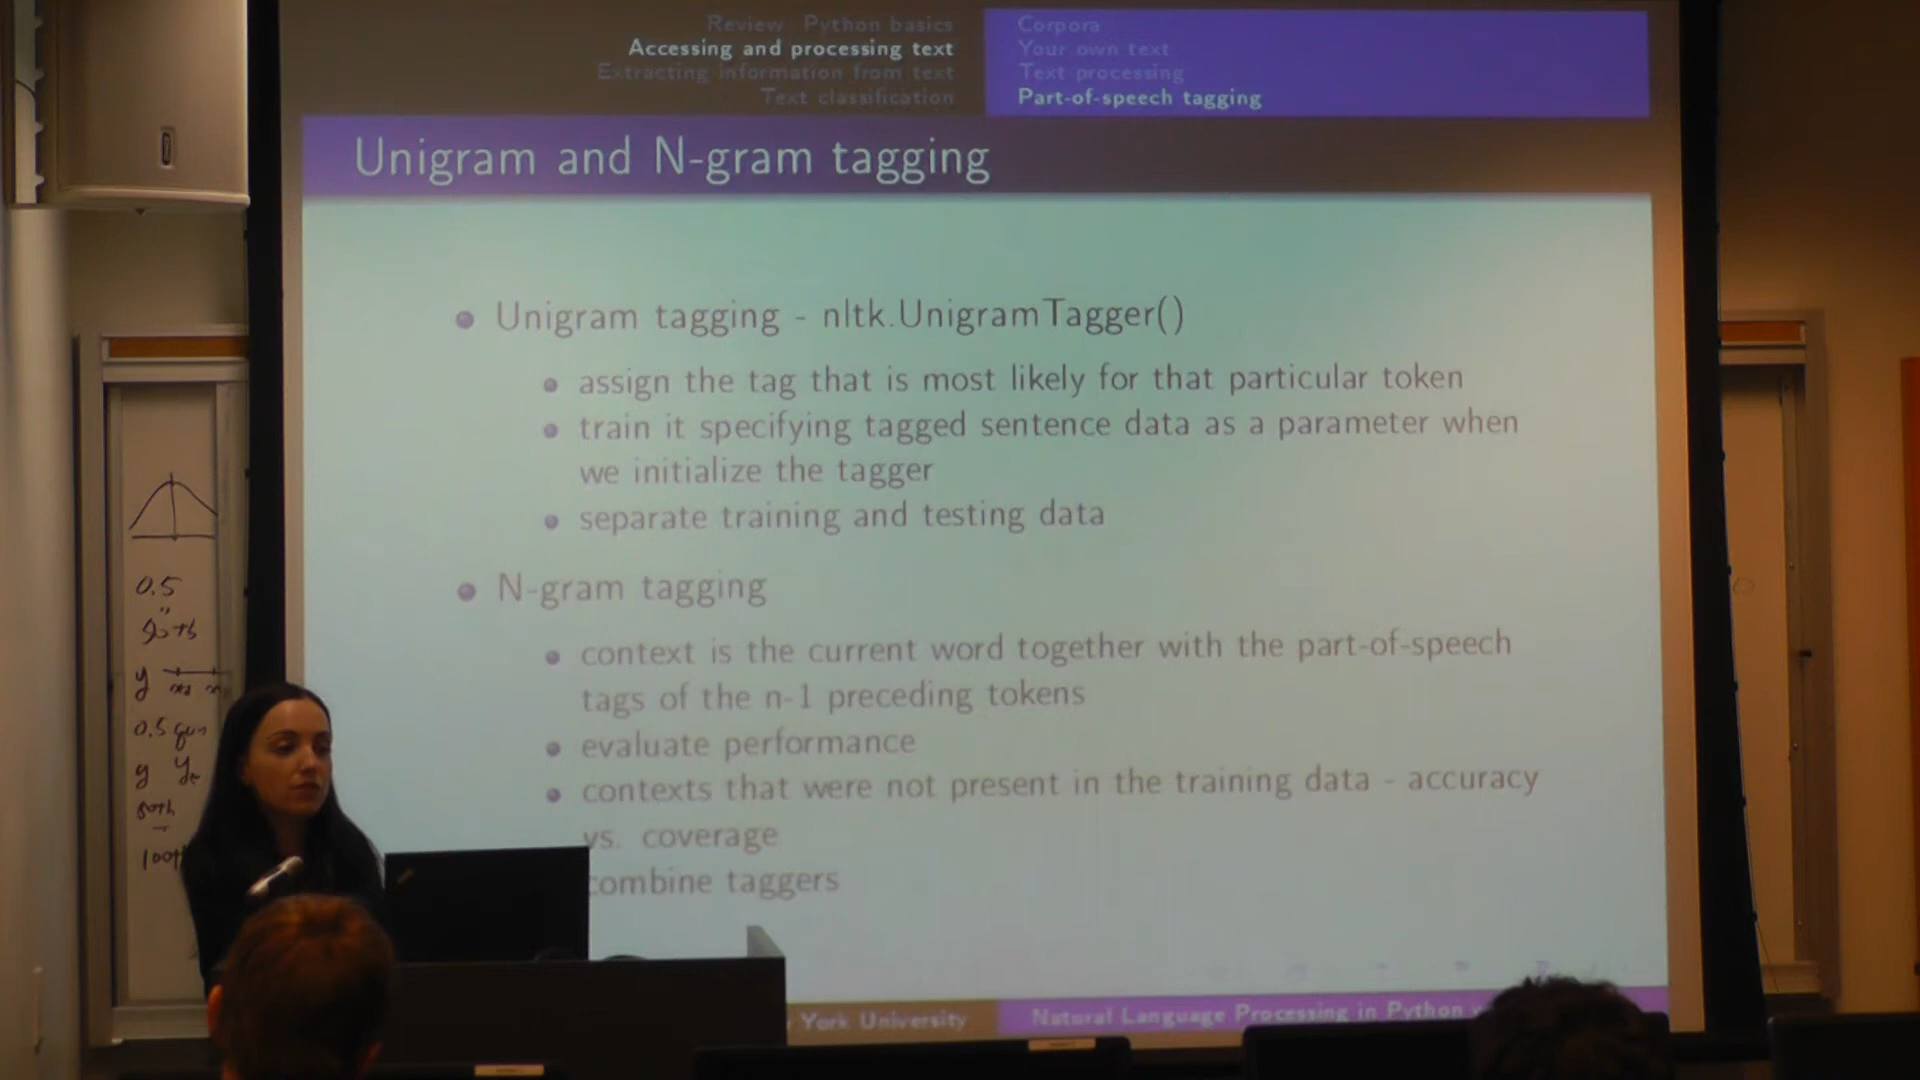 Review: Python basics
Accessing and processing text
Extracting information from text
Text classification
Corpora
Your own text
Text processing
Part-of-speech tagging
Unigram and N-gram tagging
Unigram tagging - nltk.UnigramTagger()
assign the tag that is most likely for that particular token
train it specifying tagged sentence data as a parameter when
we initialize the tagger
separate training and testing data
N-gram tagging
context is the current word together with the part-of-speech
tags of the n-1 preceding tokens
evaluate performance
contexts that were not present in the training data - accuracy
vs. coverage
combine taggers
York University
Natural Language Processing in Python
0.5
y
0.5
y